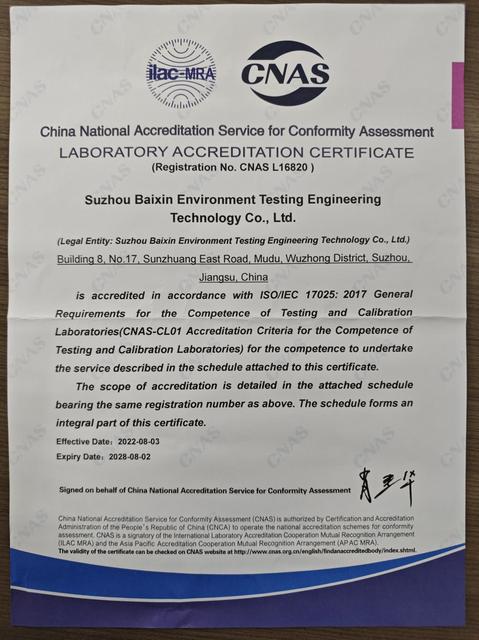 ilac-MRA
CNAS
China National Accreditation Service for Conformity Assessment
LABORATORY ACCREDITATION CERTIFICATE
(Registration No. CNAS L16820 )
Suzhou Baixin Environment Testing Engineering
Technology Co., Ltd.
(Legal Entity: Suzhou Baixin Environment Testing Engineering Technology Co., Ltd.)
Building 8, No.17, Sunzhuang East Road, Mudu, Wuzhong District, Suzhou,
Jiangsu, China
is accredited in accordance with ISO/IEC 17025: 2017 General
Requirements for the Competence of Testing and Calibration
Laboratories(CNAS-CL01 Accreditation Criteria for the Competence of
Testing and Calibration Laboratories) for the competence to undertake
the service described in the schedule attached to this certificate.
The scope of accreditation is detailed in the attached schedule
bearing the same registration number as above. The schedule forms an
integral part of this certificate.
Effective Date: 2022-08-03
Expiry Date: 2028-08-02
Signed on behalf of China National Accreditation Service for Conformity Assessment
China National Accreditation Service for Conformity Assessment (CNAS) is authorized by Certification and Accreditation
Administration of the People's Republic of China (CNCA) to operate the national accreditation schemes for conformity
assessment. CNAS is a signatory of the International Laboratory Accreditation Cooperation Mutual Recognition Arrangement
(ILAC MRA) and the Asia Pacific Accreditation Cooperation Mutual Recognition Arrangement (APAC MRA).
The validity of the certificate can be checked on CNAS website at http://www.cnas.org.cn/english/findanaccreditedbody/index.shtml.